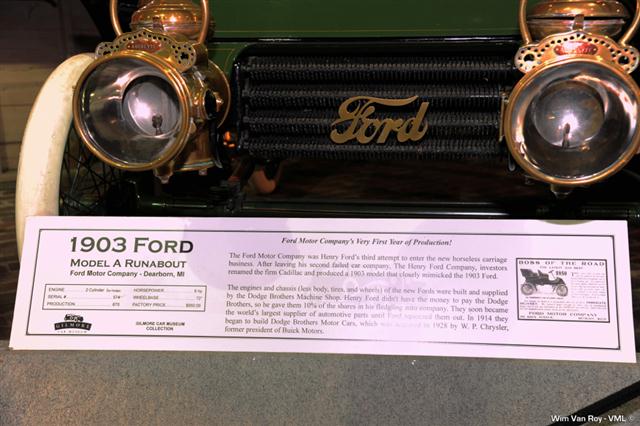 Ford
1903 FORD
MODEL A RUNABOUT
Ford Motor Company - Dearborn, MI
ENGINE 2 Cylinder HORSEPOWER 8 hp
SERIAL # WHEELBASE 72"
PRODUCTION 670 FACTORY PRICE
GILMORE
CAR MUSEUM
GILMORE CAR MUSEUM
COLLECTION
Ford Motor Company's Very First Year of Production!
The Ford Motor Company was Henry Ford's third attempt to enter the new horseless carriage
business. After leaving his second failed car company, The Henry Ford Company, investors
renamed the firm Cadillac and produced a 1903 model that closely mimicked the 1903 Ford.
The engines and chassis (less body, tires, and wheels) of the new Fords were built and supplied
by the Dodge Brothers Machine Shop. Henry Ford didn't have the money to pay the Dodge
Brothers, so he gave them 10% of the shares in his fledgling auto company. They soon became
the world's largest supplier of automotive parts until Ford squeezed them out. In 1914 they
began to build Dodge Brothers Motor Cars, which was acquired in 1928 by W. P. Chrysler,
former president of Buick Motors.
BOSS OF THE ROAD
FORD MOTOR COMPANY
Wim Van Roy - VML ©